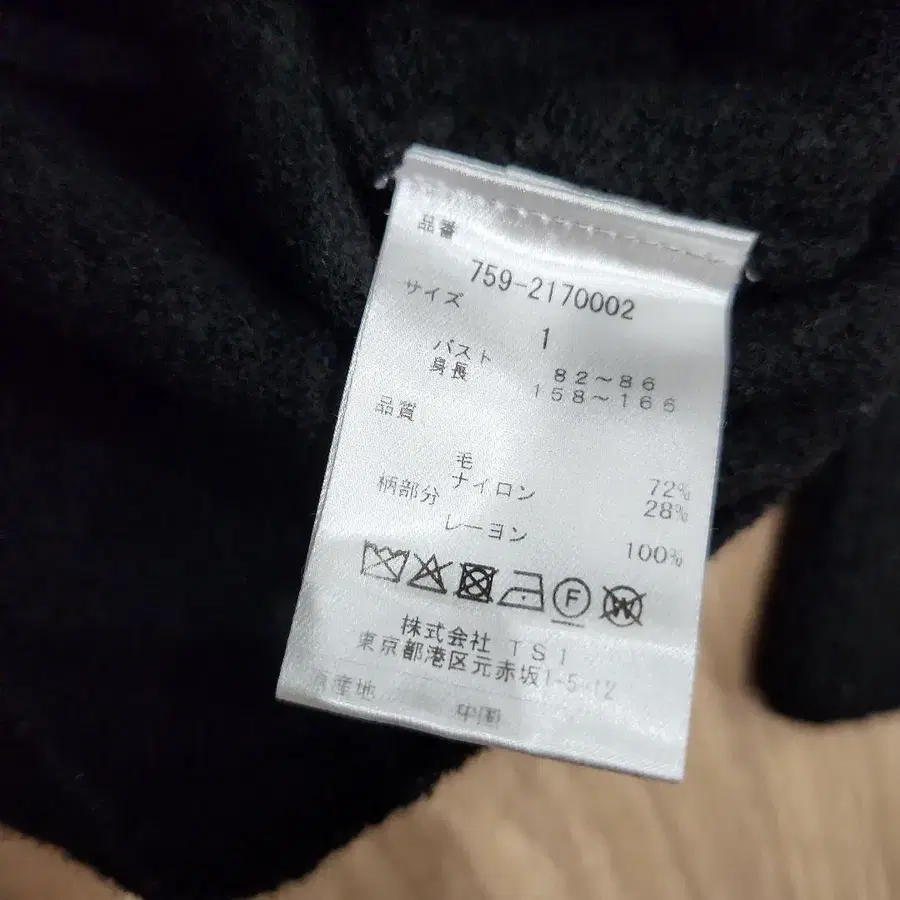 品番
759-2170002
サイズ
1
バスト 82～86
身長 158～166
品質
毛 72%
ナイロン 28%
柄部分
レーヨン 100%
F W
株式会社 TSI
東京都港区元赤坂1-5-12
原産地
中国